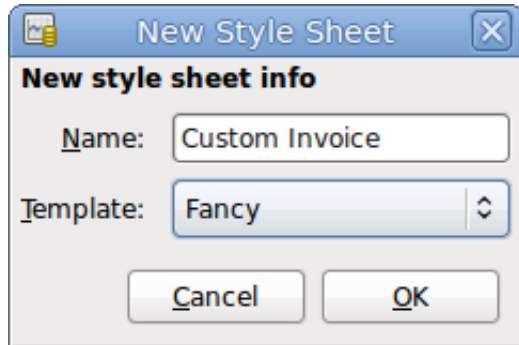 New Style Sheet
New style sheet info
Name: Custom Invoice
Template: Fancy
Cancel OK